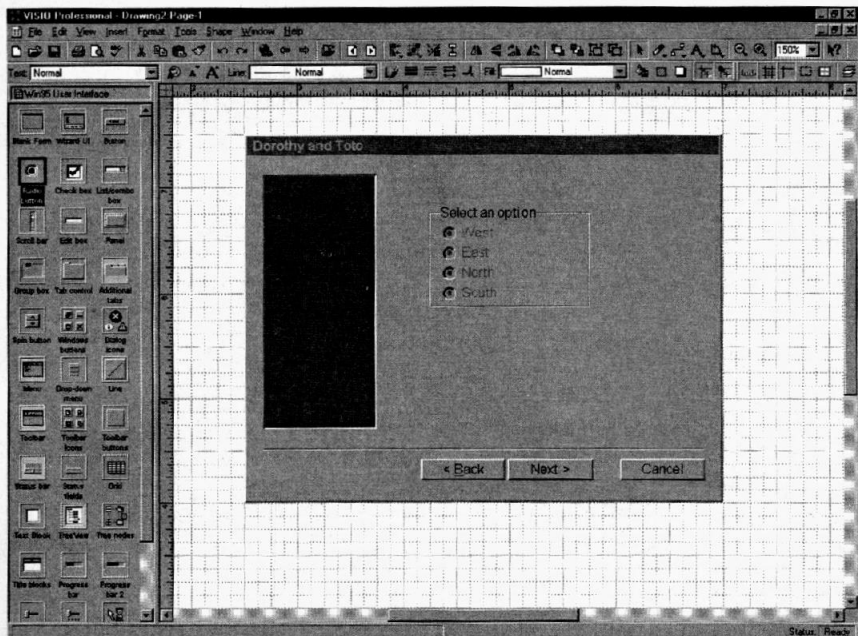 VISIO Professional - Drawing2 Page-1
File Edit View Insert Format Tools Shape Window Help
150%
Text: Normal
Line: Normal
Fill: Normal
Win95 User Interface
Blank Form Wizard UI Button
Radio button Check box List/combo box
Scroll bar Edit box Panel
Group box Tab control Additional tabs
Spin button Windows buttons Dialog icons
Menu Drop-down menu Line
Toolbar Toolbar icons Toolbar buttons
Status bar Status fields Grid
Text Block TreeView Tree nodes
Title blocks Progress bar Progress bar 2
Dorothy and Toto
Select an option
West
East
North
South
< Back
Next >
Cancel
Status: Ready